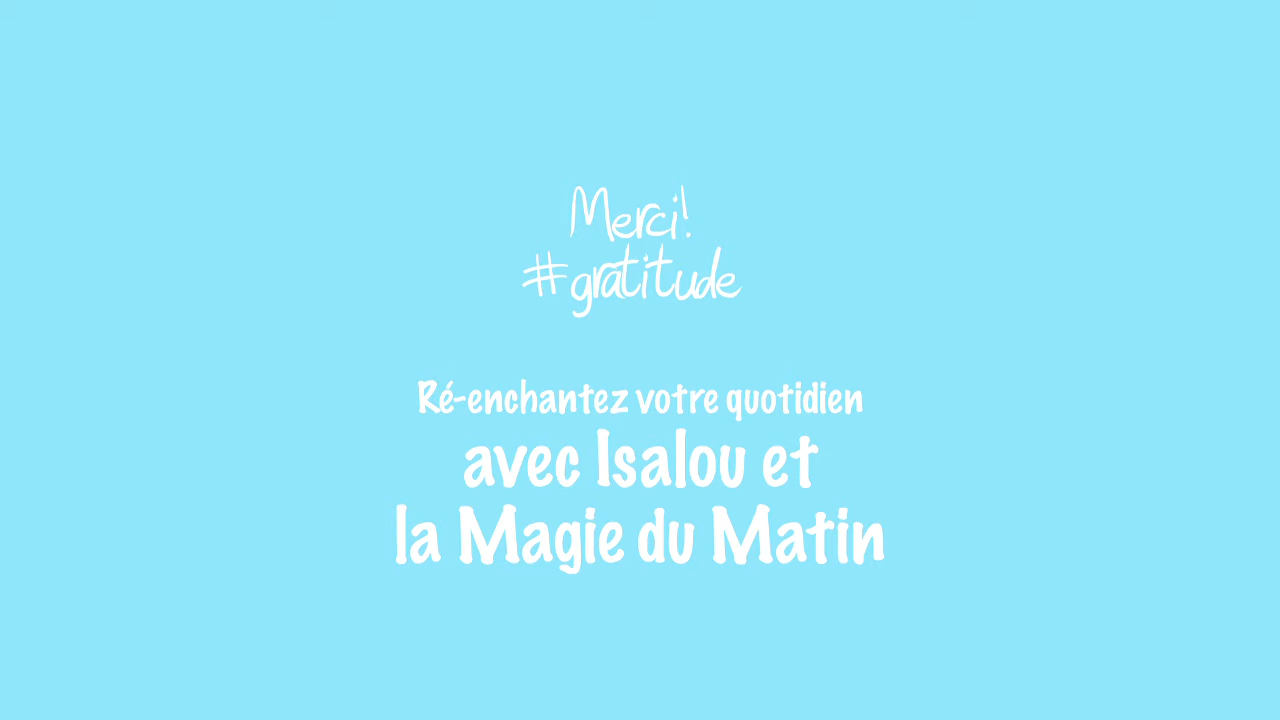 Merci!
#gratitude
Ré-enchantez votre quotidien
avec Isalou et
la Magie du Matin